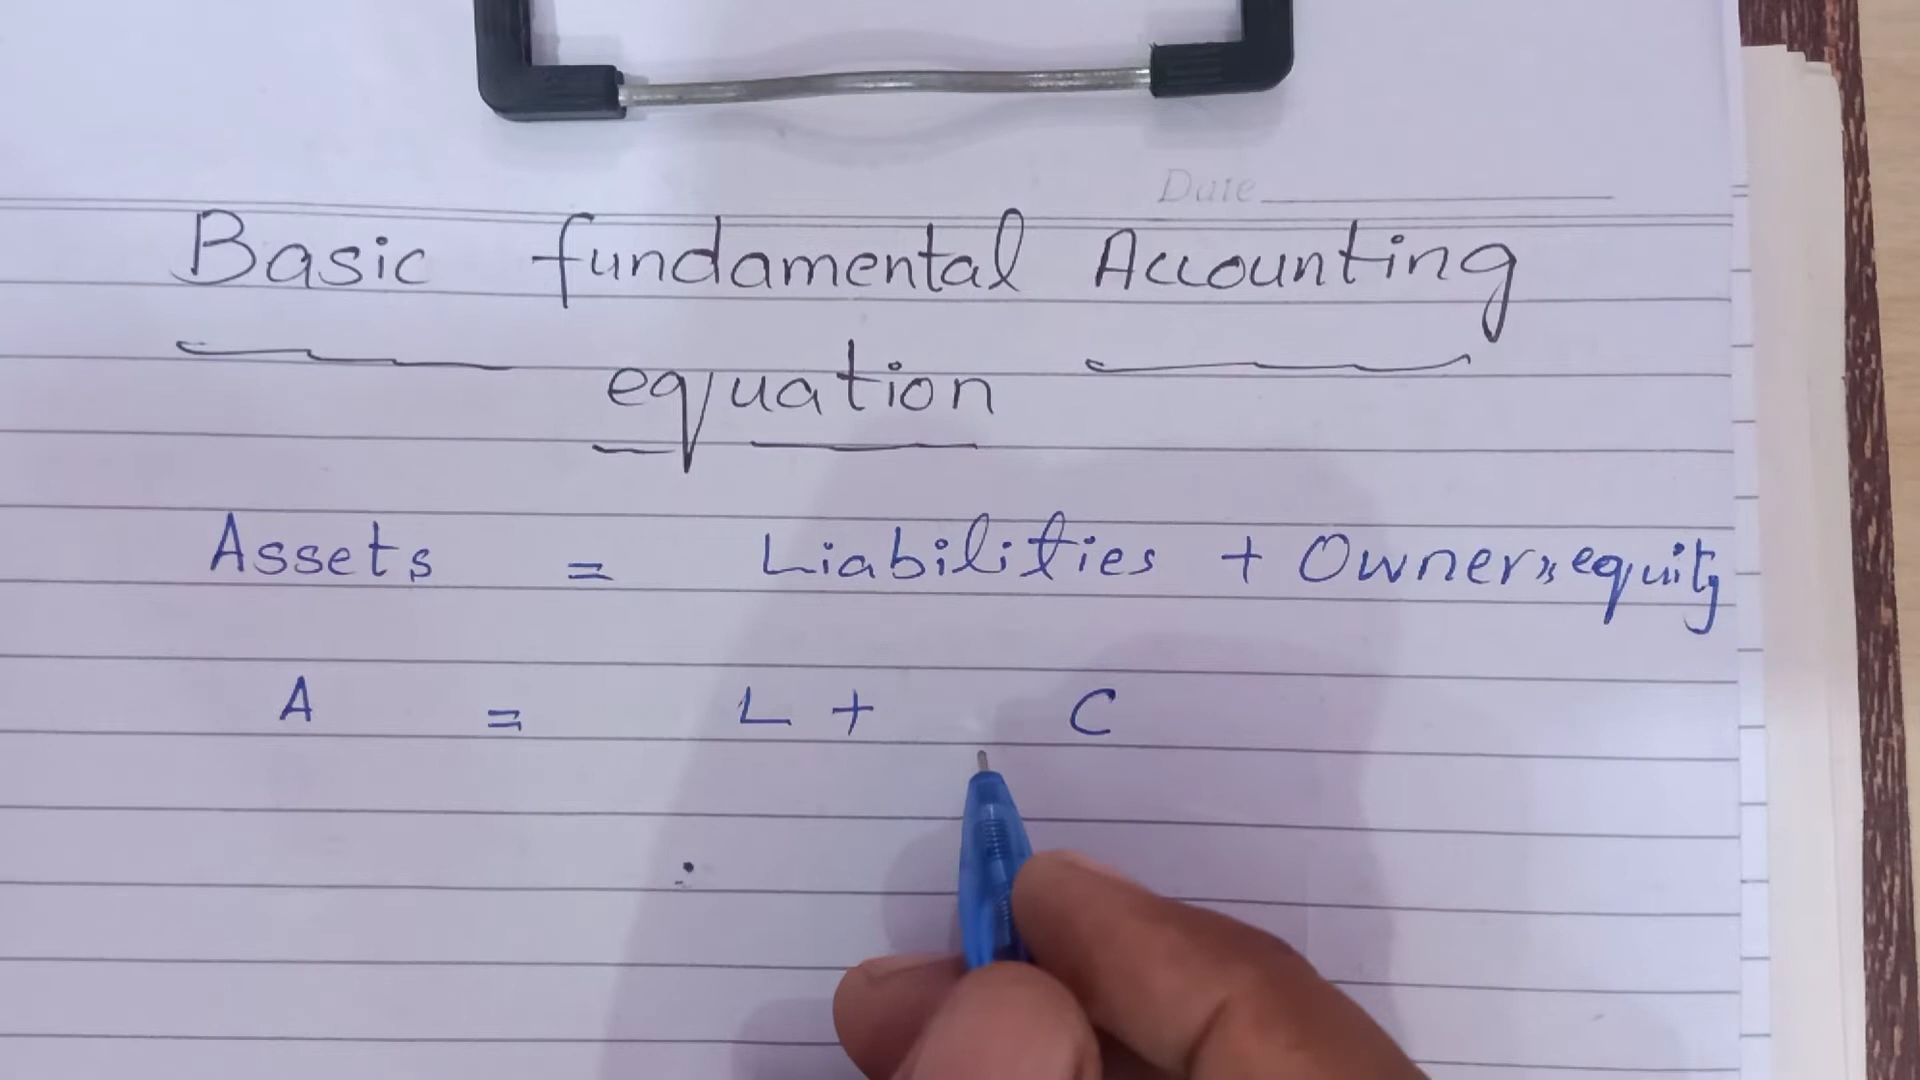 Date
Basic fundamental Accounting
equation
Assets = Liabilities + Owner's equity
A = L + C